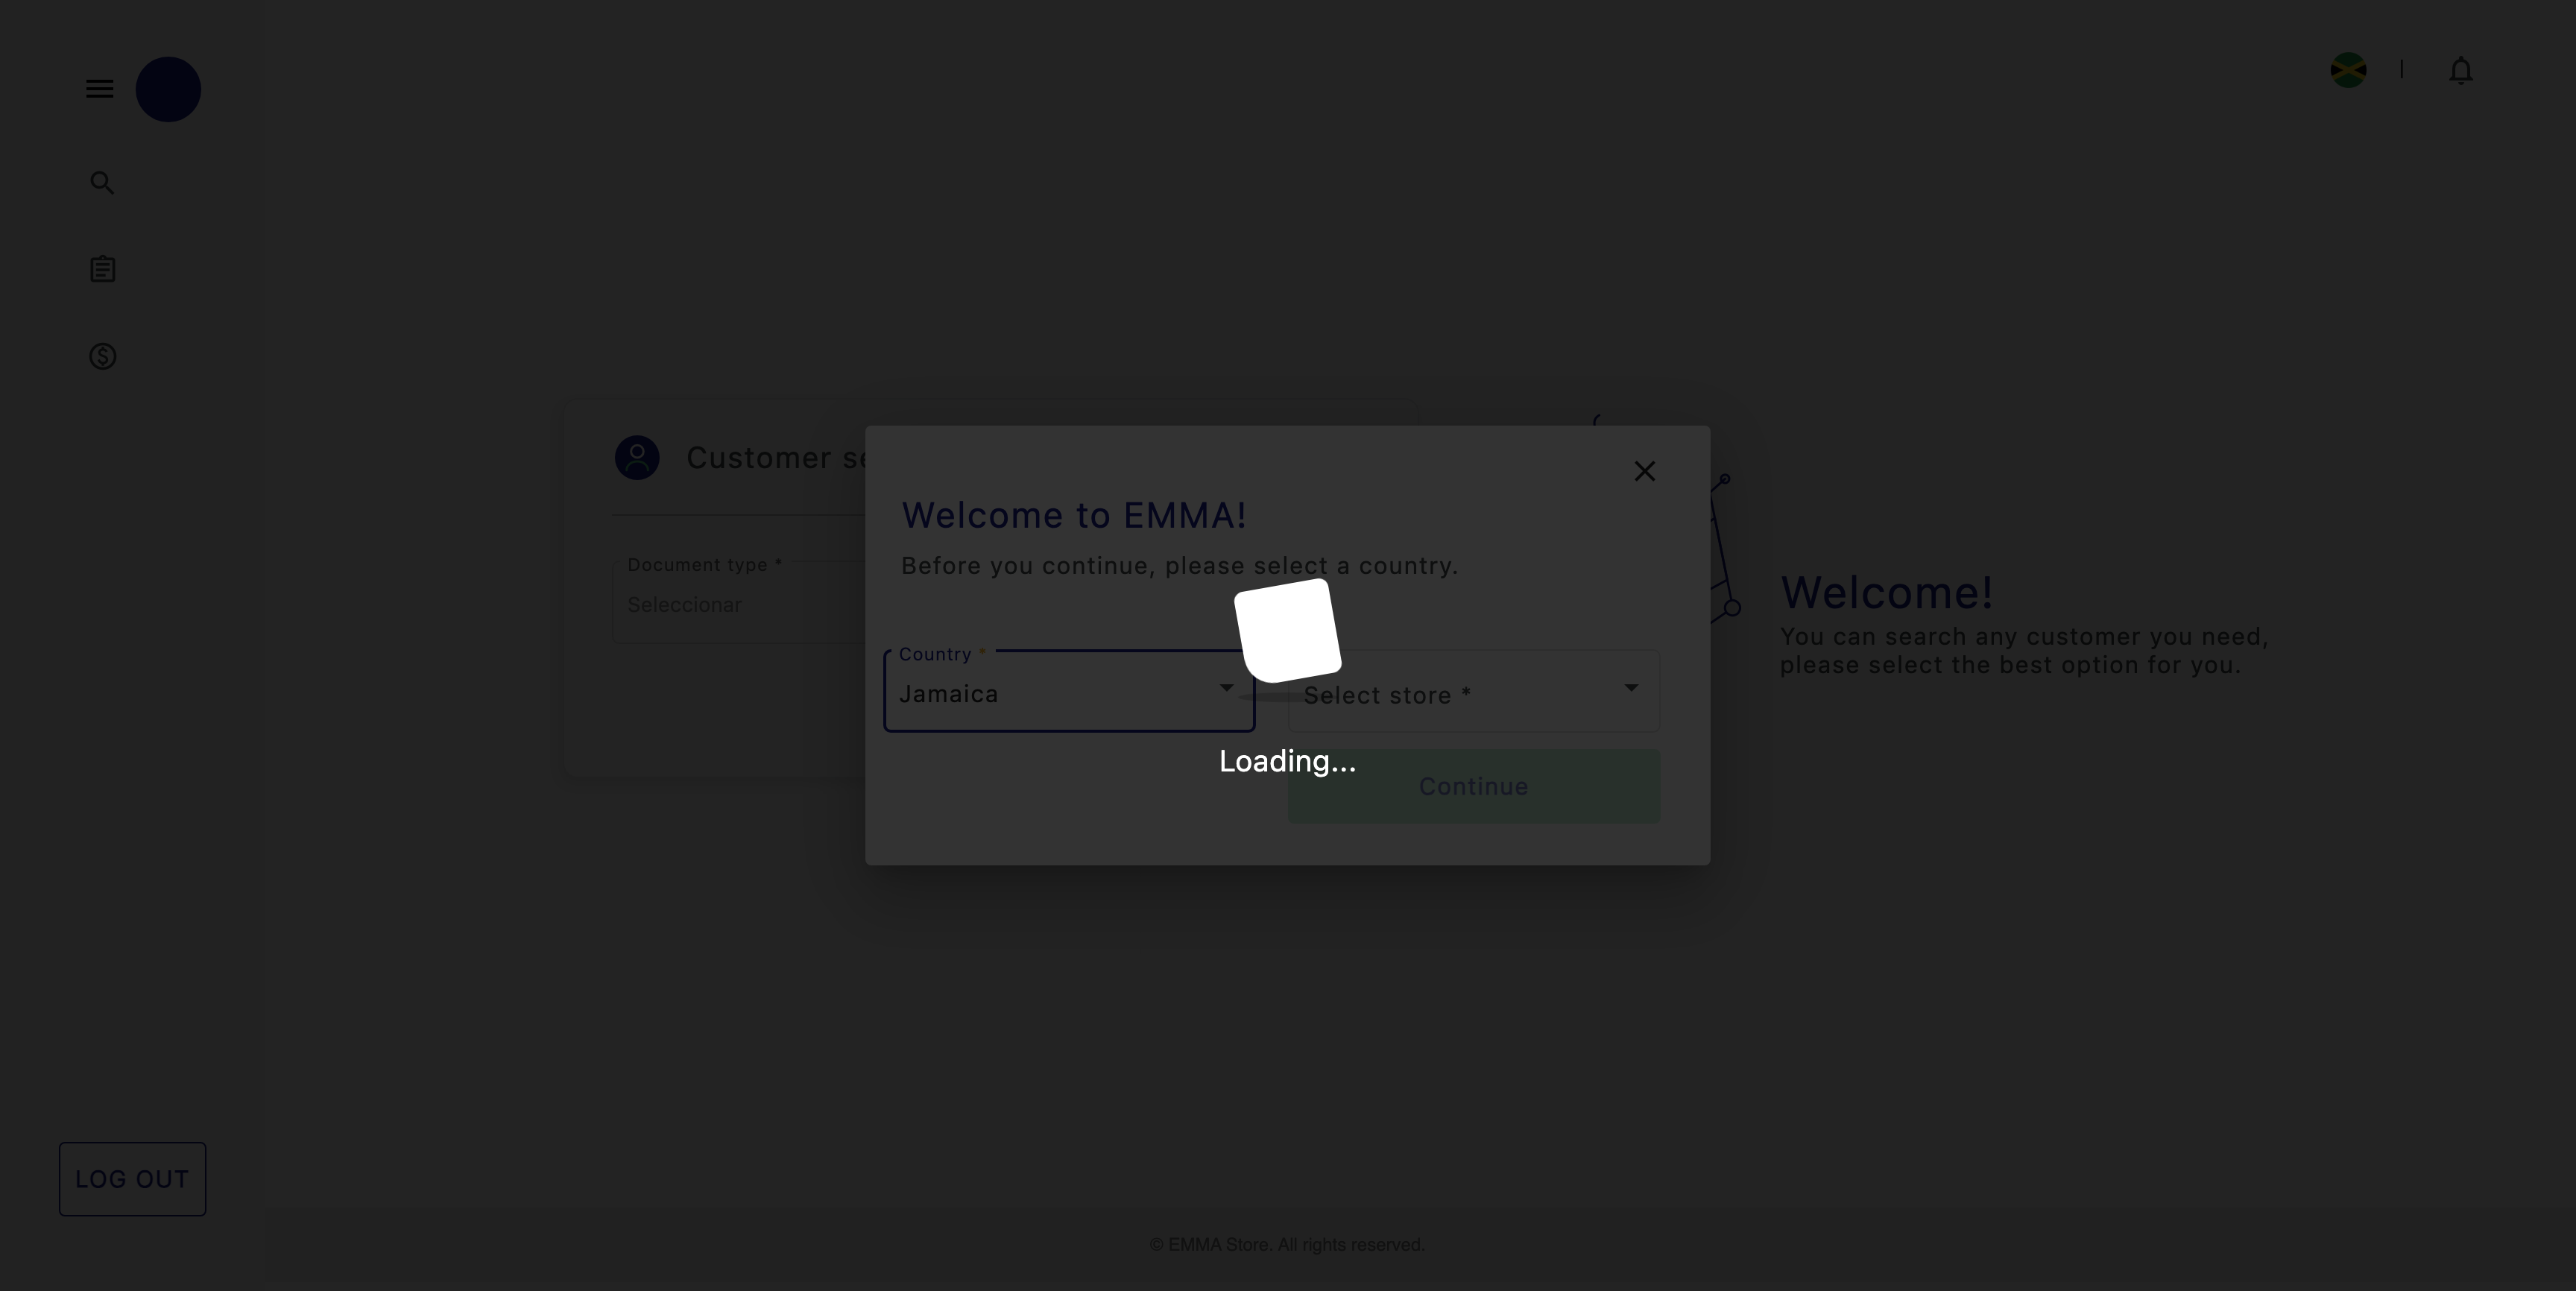 Customer se
Document type *
Seleccionar
Welcome to EMMA!
Before you continue, please select a country.
Country *
Jamaica
Select store *
Loading...
Continue
Welcome!
You can search any customer you need,
please select the best option for you.
LOG OUT
© EMMA Store. All rights reserved.